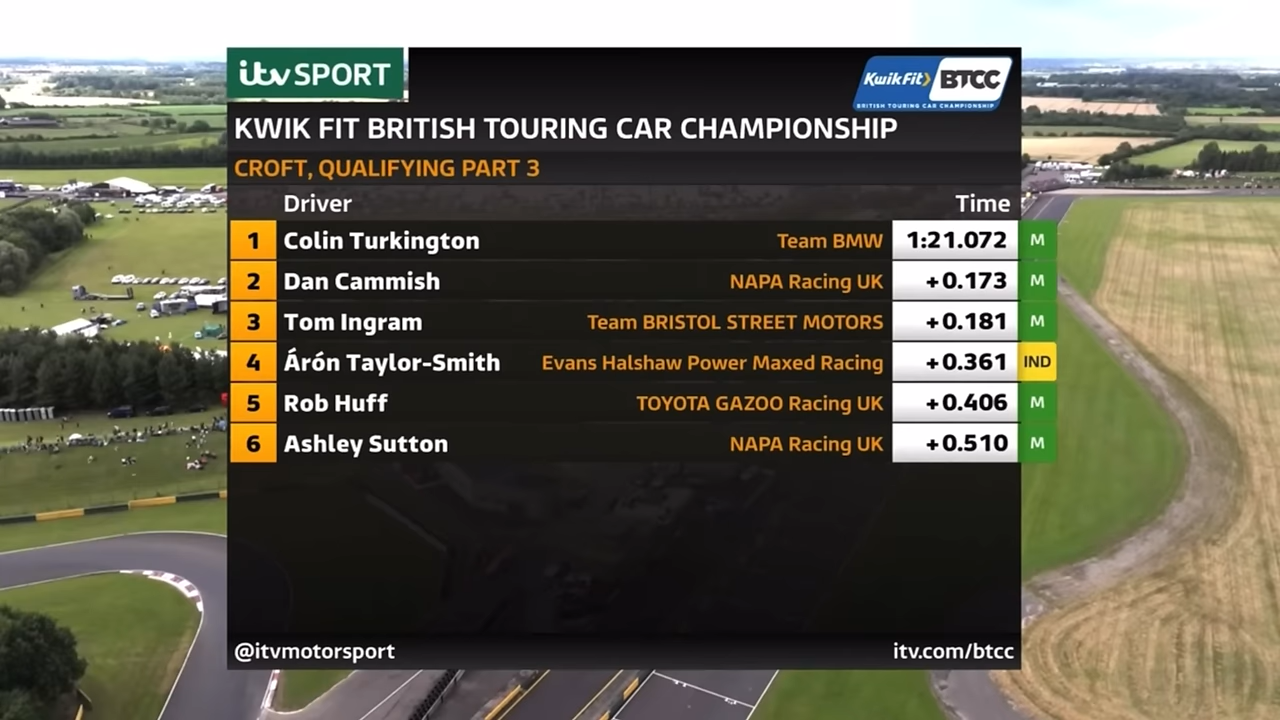 itv SPORT
KwikFit BTCC
BRITISH TOURING CAR CHAMPIONSHIP
KWIK FIT BRITISH TOURING CAR CHAMPIONSHIP
CROFT, QUALIFYING PART 3
Driver Time
1 Colin Turkington Team BMW 1:21.072 M
2 Dan Cammish NAPA Racing UK +0.173 M
3 Tom Ingram Team BRISTOL STREET MOTORS +0.181 M
4 Árón Taylor-Smith Evans Halshaw Power Maxed Racing +0.361 IND
5 Rob Huff TOYOTA GAZOO Racing UK +0.406 M
6 Ashley Sutton NAPA Racing UK +0.510 M
@itvmotorsport itv.com/btcc